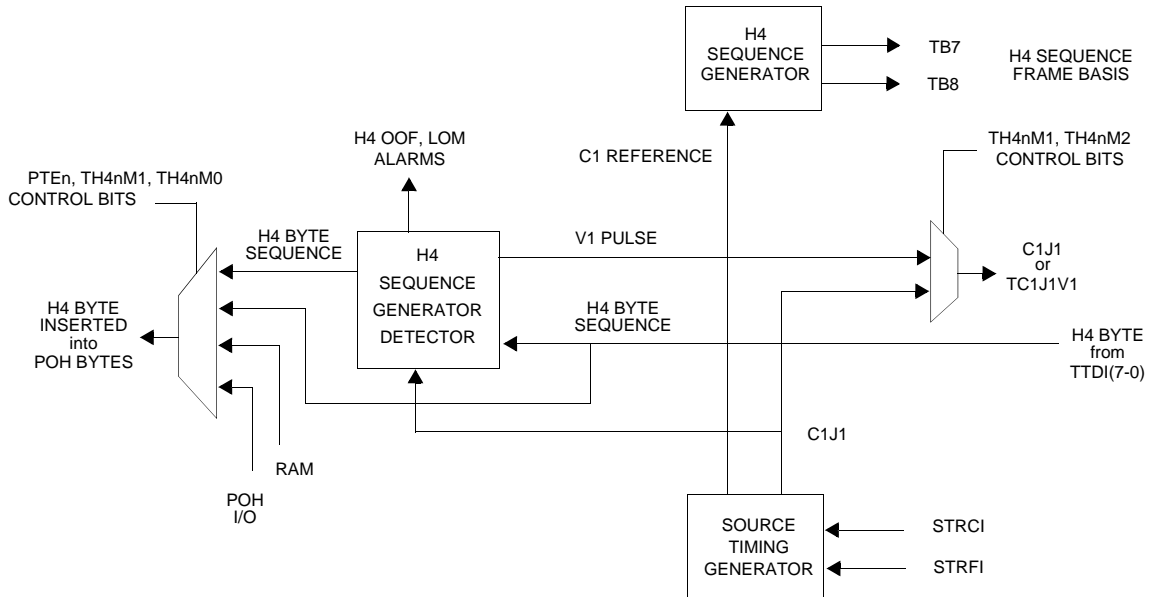 H4
SEQUENCE
GENERATOR
TB7
TB8
H4 SEQUENCE
FRAME BASIS
H4 OOF, LOM
ALARMS
C1 REFERENCE
TH4nM1, TH4nM2
CONTROL BITS
PTEn, TH4nM1, TH4nM0
CONTROL BITS
H4 BYTE
SEQUENCE
H4
SEQUENCE
GENERATOR
DETECTOR
V1 PULSE
C1J1
or
TC1J1V1
H4 BYTE
INSERTED
into
POH BYTES
H4 BYTE
SEQUENCE
H4 BYTE
from
TTDI(7-0)
C1J1
RAM
POH
I/O
SOURCE
TIMING
GENERATOR
STRCI
STRFI